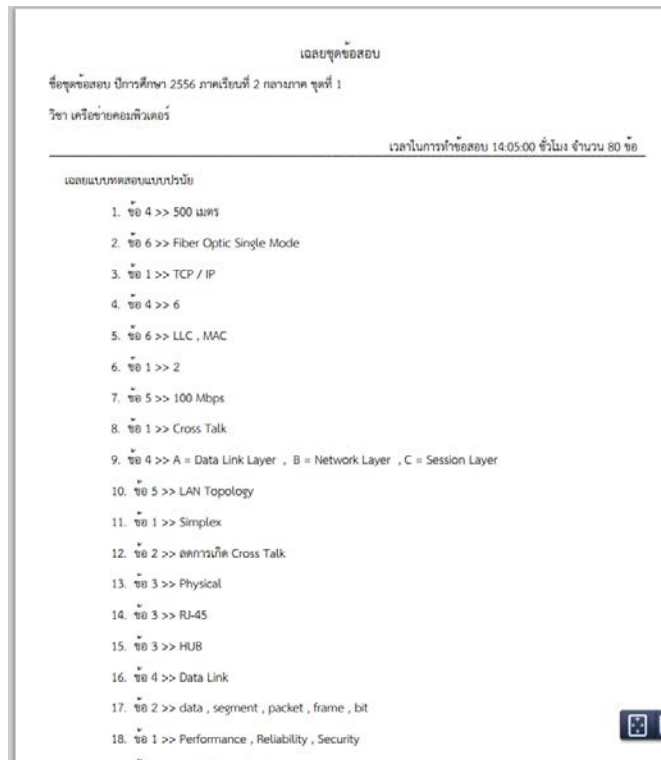 เฉลยชุดข้อสอบ
ชื่อชุดข้อสอบ ปีการศึกษา 2556 ภาคเรียนที่ 2 กลางภาค ชุดที่ 1
วิชา เครือข่ายคอมพิวเตอร์
เวลาในการทำข้อสอบ 14:05:00 ชั่วโมง จำนวน 80 ข้อ
เฉลยแบบทดสอบแบบปรนัย
1. ข้อ 4 >> 500 เมตร
2. ข้อ 6 >> Fiber Optic Single Mode
3. ข้อ 1 >> TCP / IP
4. ข้อ 4 >> 6
5. ข้อ 6 >> LLC , MAC
6. ข้อ 1 >> 2
7. ข้อ 5 >> 100 Mbps
8. ข้อ 1 >> Cross Talk
9. ข้อ 4 >> A = Data Link Layer , B = Network Layer , C = Session Layer
10. ข้อ 5 >> LAN Topology
11. ข้อ 1 >> Simplex
12. ข้อ 2 >> ลดการเกิด Cross Talk
13. ข้อ 3 >> Physical
14. ข้อ 3 >> RJ-45
15. ข้อ 3 >> HUB
16. ข้อ 4 >> Data Link
17. ข้อ 2 >> data , segment , packet , frame , bit
18. ข้อ 1 >> Performance , Reliability , Security